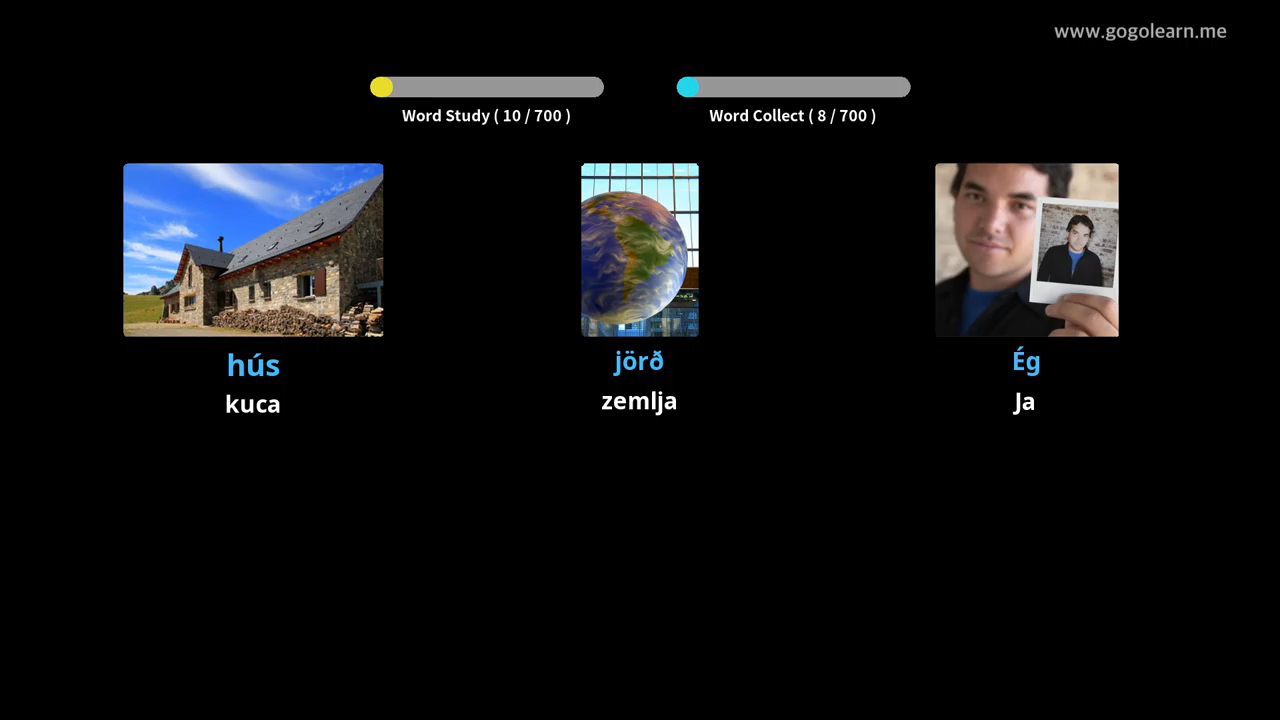 www.gogolearn.me
Word Study ( 10 / 700 )
Word Collect ( 8 / 700 )
hús
kuca
jörð
zemlja
Ég
Ja